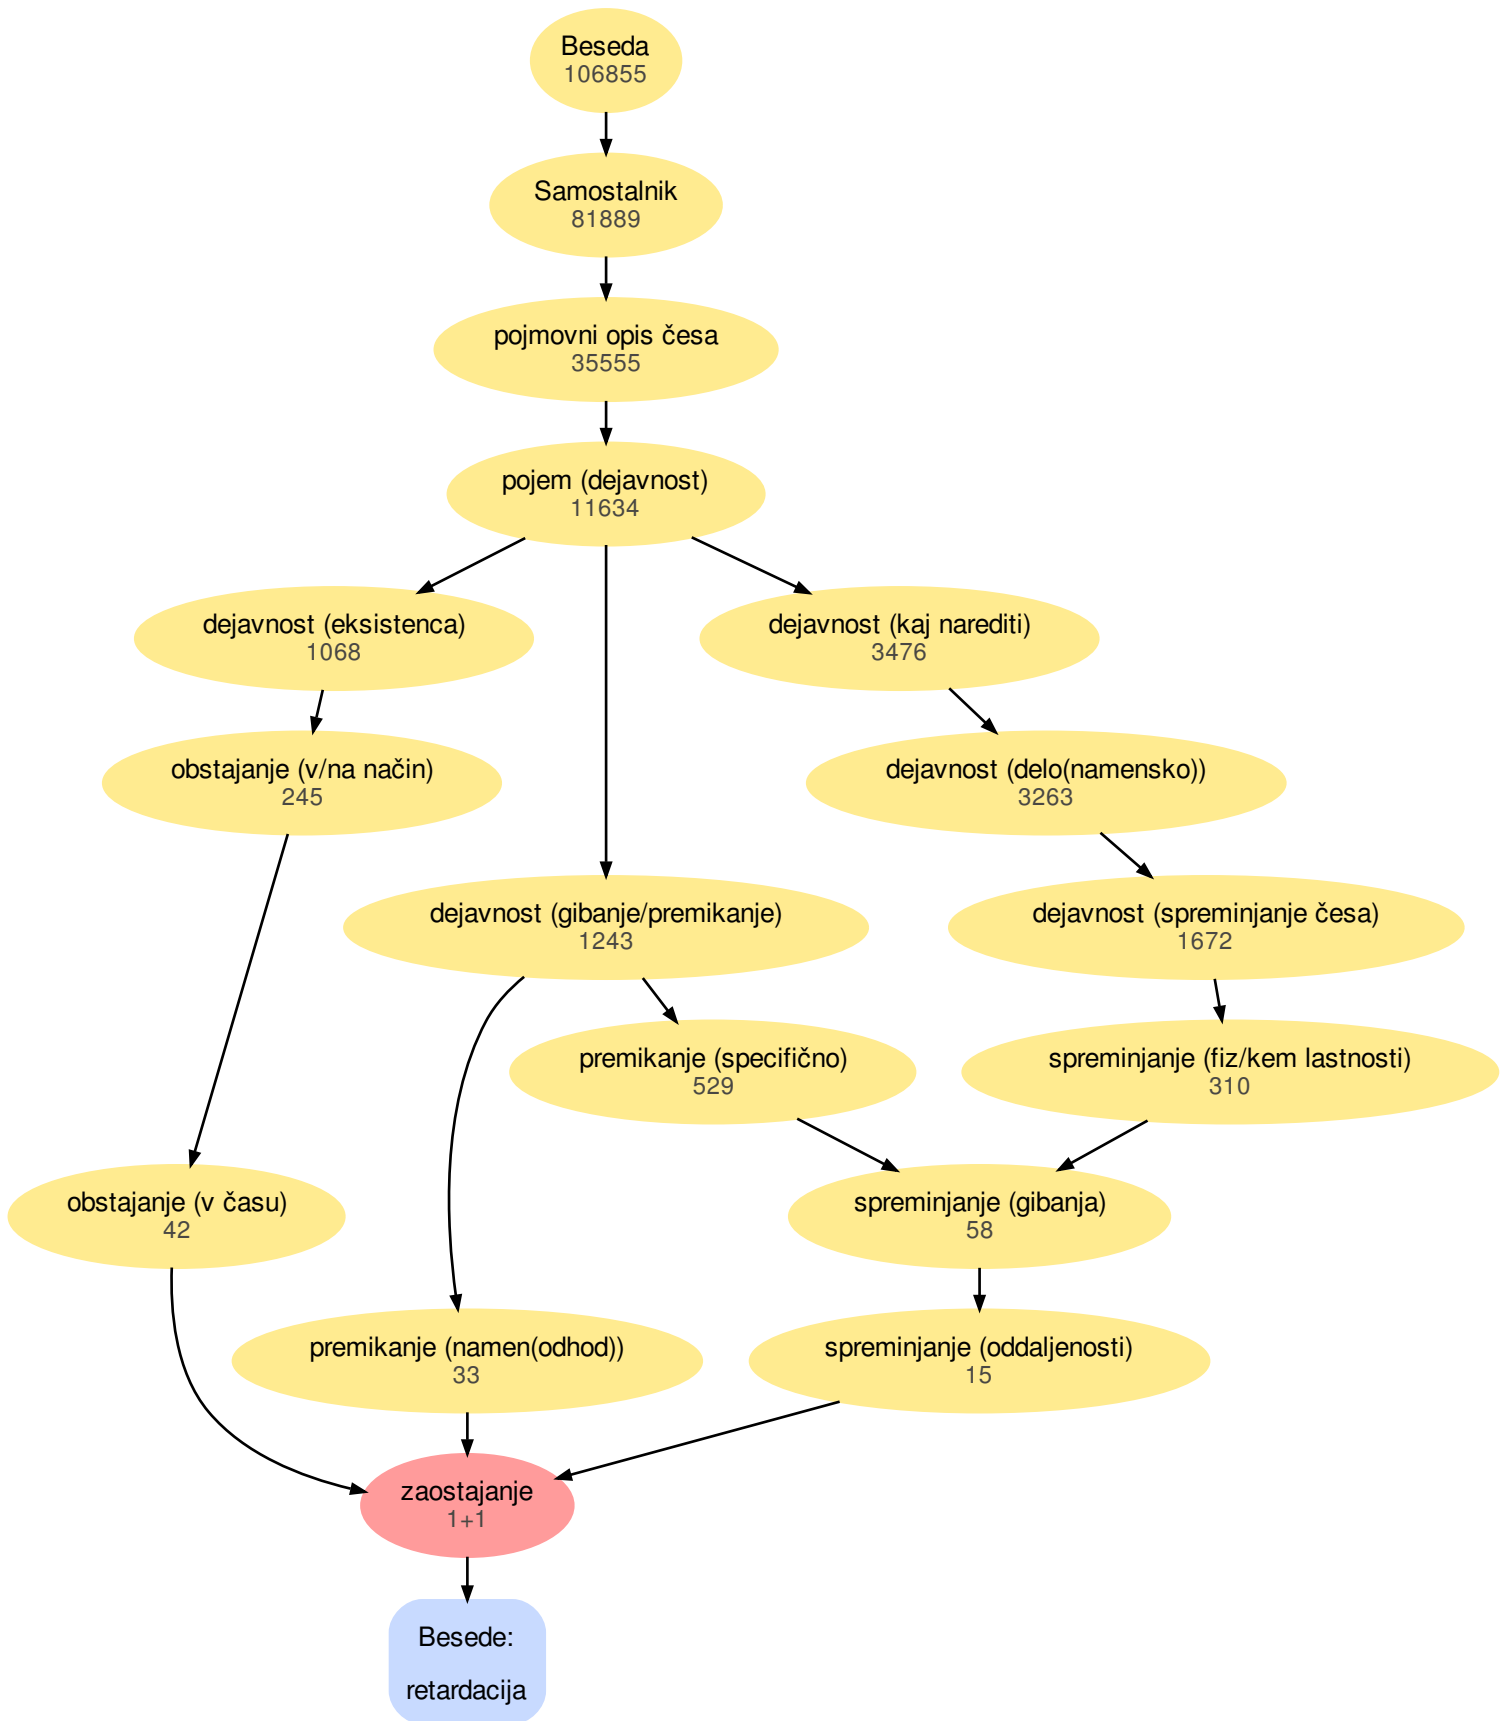 Beseda
106855
Samostalnik
81889
pojmovni opis česa
35555
pojem (dejavnost)
11634
dejavnost (eksistenca)
1068
dejavnost (kaj narediti)
3476
obstajanje (v/na način)
245
dejavnost (delo(namensko))
3263
dejavnost (gibanje/premikanje)
1243
dejavnost (spreminjanje česa)
1672
premikanje (specifično)
529
spreminjanje (fiz/kem lastnosti)
310
obstajanje (v času)
42
spreminjanje (gibanja)
58
premikanje (namen(odhod))
33
spreminjanje (oddaljenosti)
15
zaostajanje
1+1
Besede:
retardacija